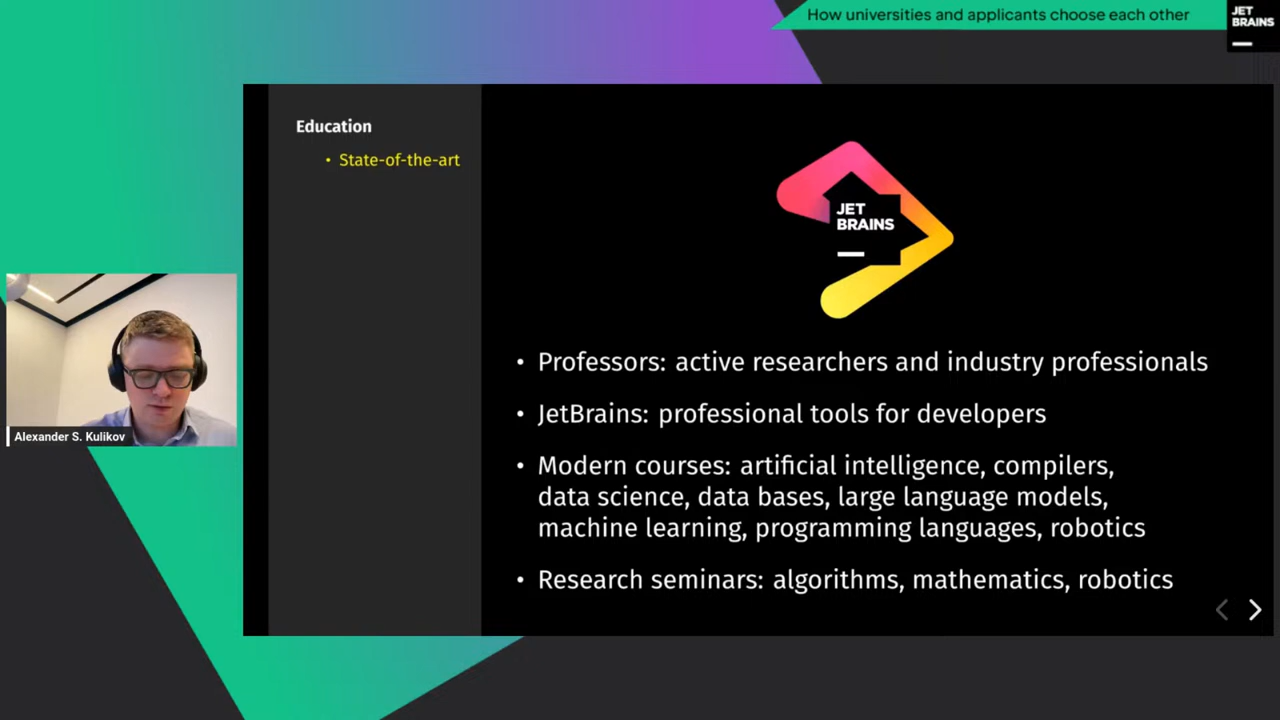 How universities and applicants choose each other
JET
BRAINS
Education
• State-of-the-art
JET
BRAINS
• Professors: active researchers and industry professionals
• JetBrains: professional tools for developers
• Modern courses: artificial intelligence, compilers,
data science, data bases, large language models,
machine learning, programming languages, robotics
• Research seminars: algorithms, mathematics, robotics
Alexander S. Kulikov